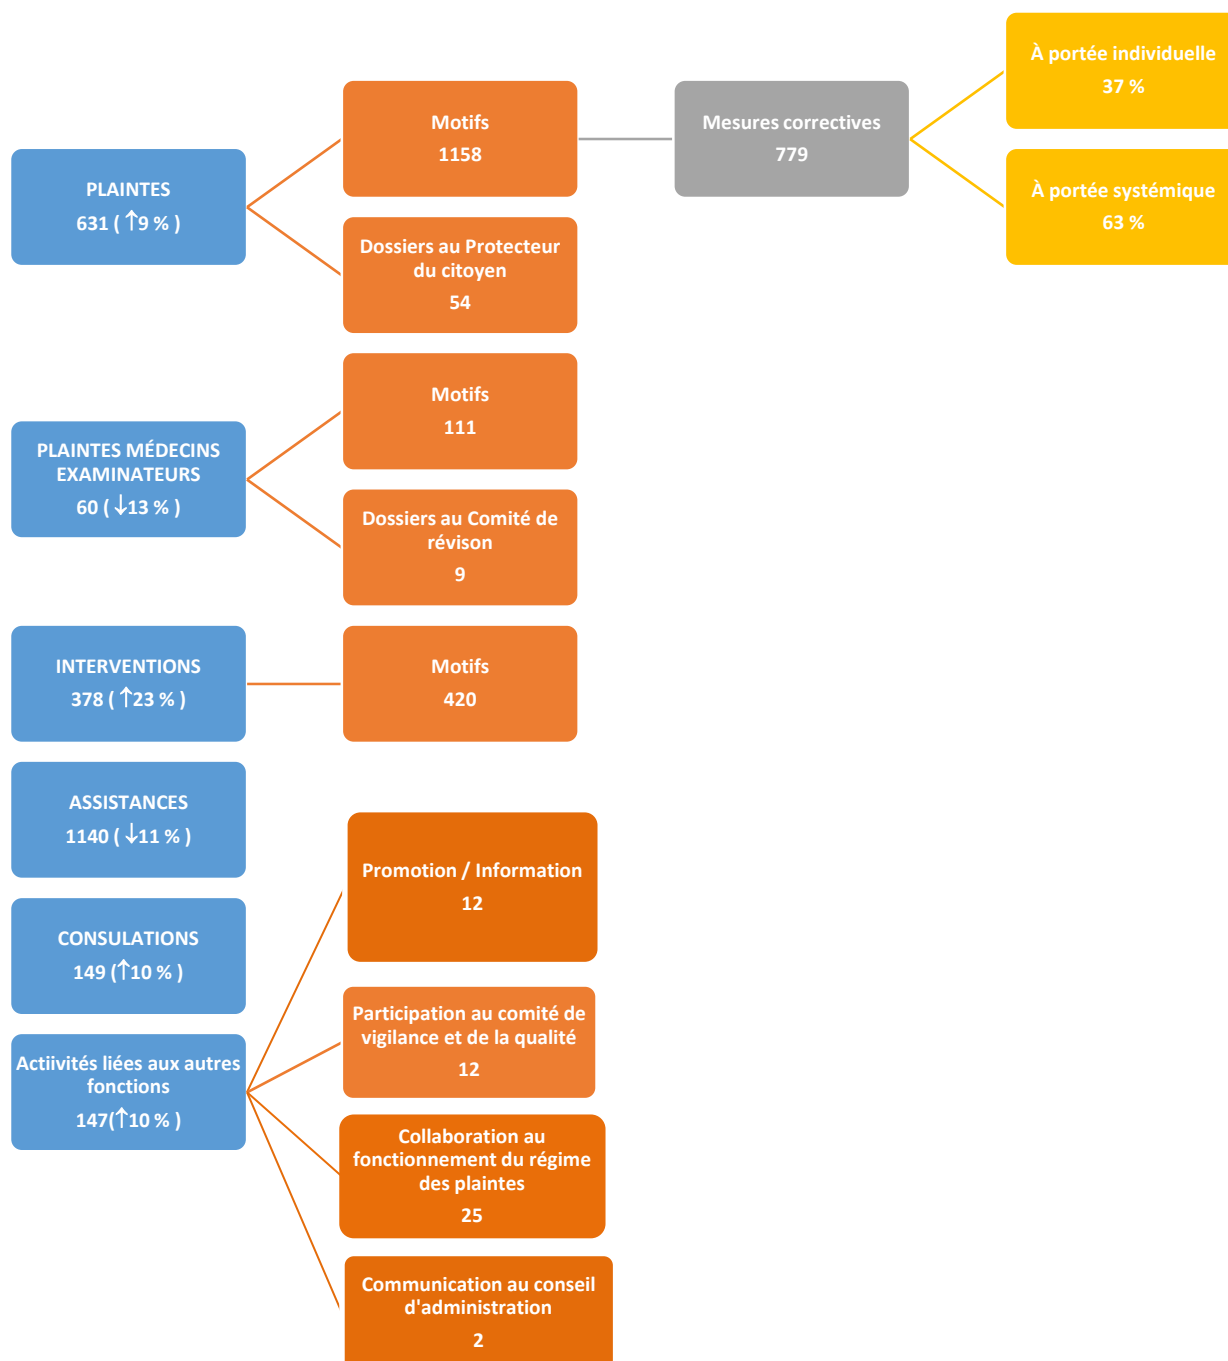 PLAINTES
631 ( ↑9 % )
Motifs
1158
Mesures correctives
779
À portée individuelle
37 %
À portée systémique
63 %
Dossiers au Protecteur
du citoyen
54
PLAINTES MÉDECINS
EXAMINATEURS
60 ( ↓13 % )
Motifs
111
Dossiers au Comité de
révison
9
INTERVENTIONS
378 ( ↑23 % )
Motifs
420
ASSISTANCES
1140 ( ↓11 % )
CONSULATIONS
149 (↑10 % )
Actiivités liées aux autres
fonctions
147(↑10 % )
Promotion / Information
12
Participation au comité de
vigilance et de la qualité
12
Collaboration au
fonctionnement du régime
des plaintes
25
Communication au conseil
d'administration
2